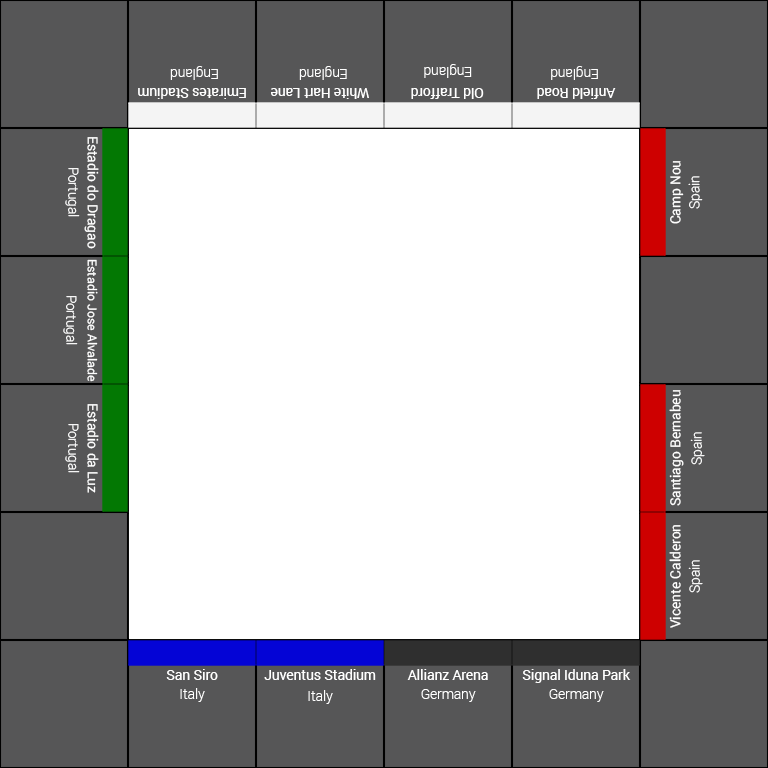 Emirates Stadium
England
White Hart Lane
England
Old Trafford
England
Anfield Road
England
Estadio do Dragao
Portugal
Estadio Jose Alvalade
Portugal
Estadio da Luz
Portugal
Camp Nou
Spain
Santiago Bernabeu
Spain
Vicente Calderon
Spain
San Siro
Italy
Juventus Stadium
Italy
Allianz Arena
Germany
Signal Iduna Park
Germany